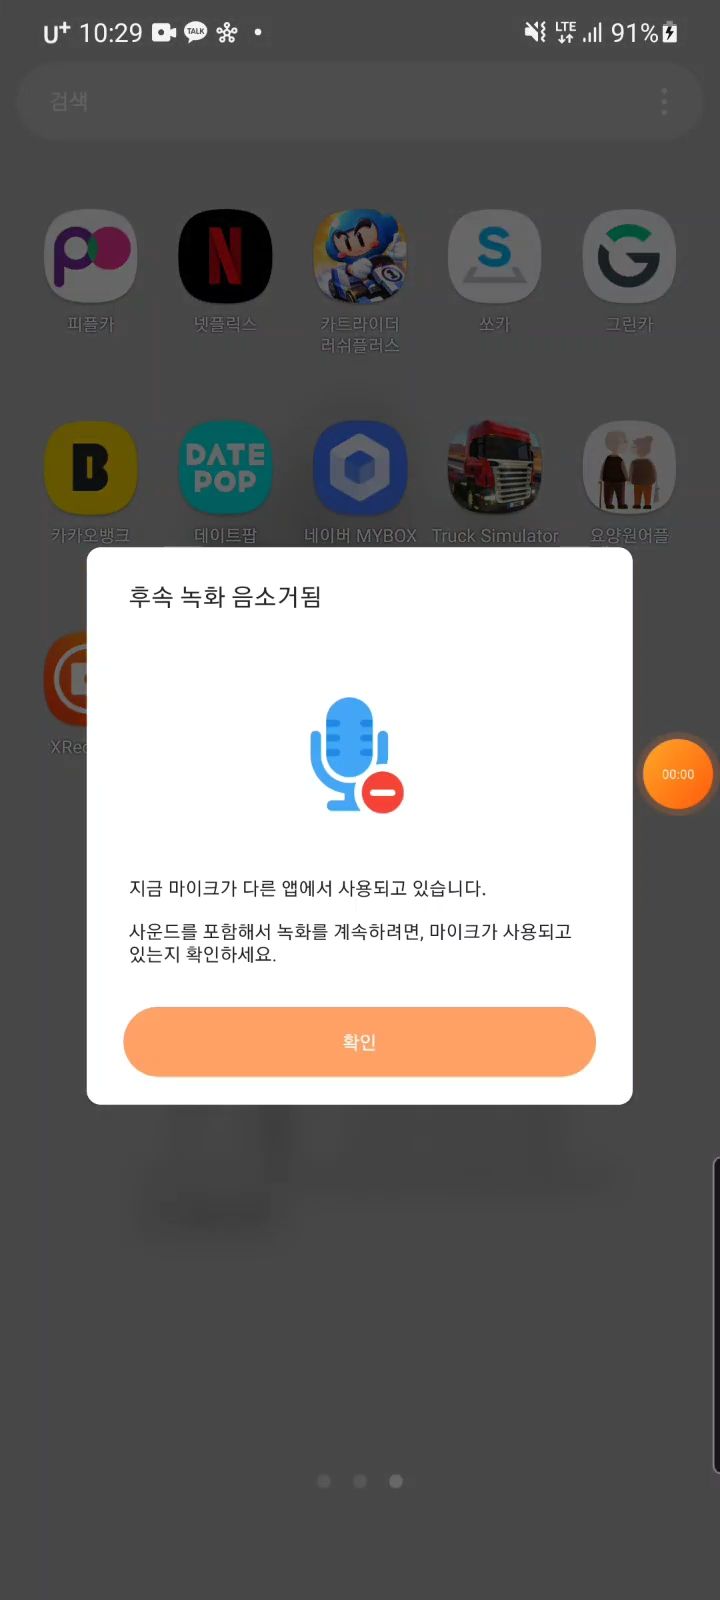 U+ 10:29 TALK LTE 91%
검색
피플카 넷플릭스 카트라이더 쏘카 그린카
러쉬플러스
B DATE
POP
카카오뱅크 데이트팝 네이버 MYBOX Truck Simulator 요양원어플
후속 녹화 음소거됨
XRec
00:00
지금 마이크가 다른 앱에서 사용되고 있습니다.
사운드를 포함해서 녹화를 계속하려면, 마이크가 사용되고
있는지 확인하세요.
확인